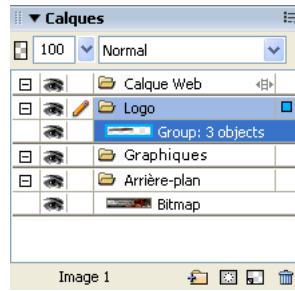 Calques
100 Normal
Calque Web
Logo
Group: 3 objects
Graphiques
Arrière-plan
Bitmap
Image 1